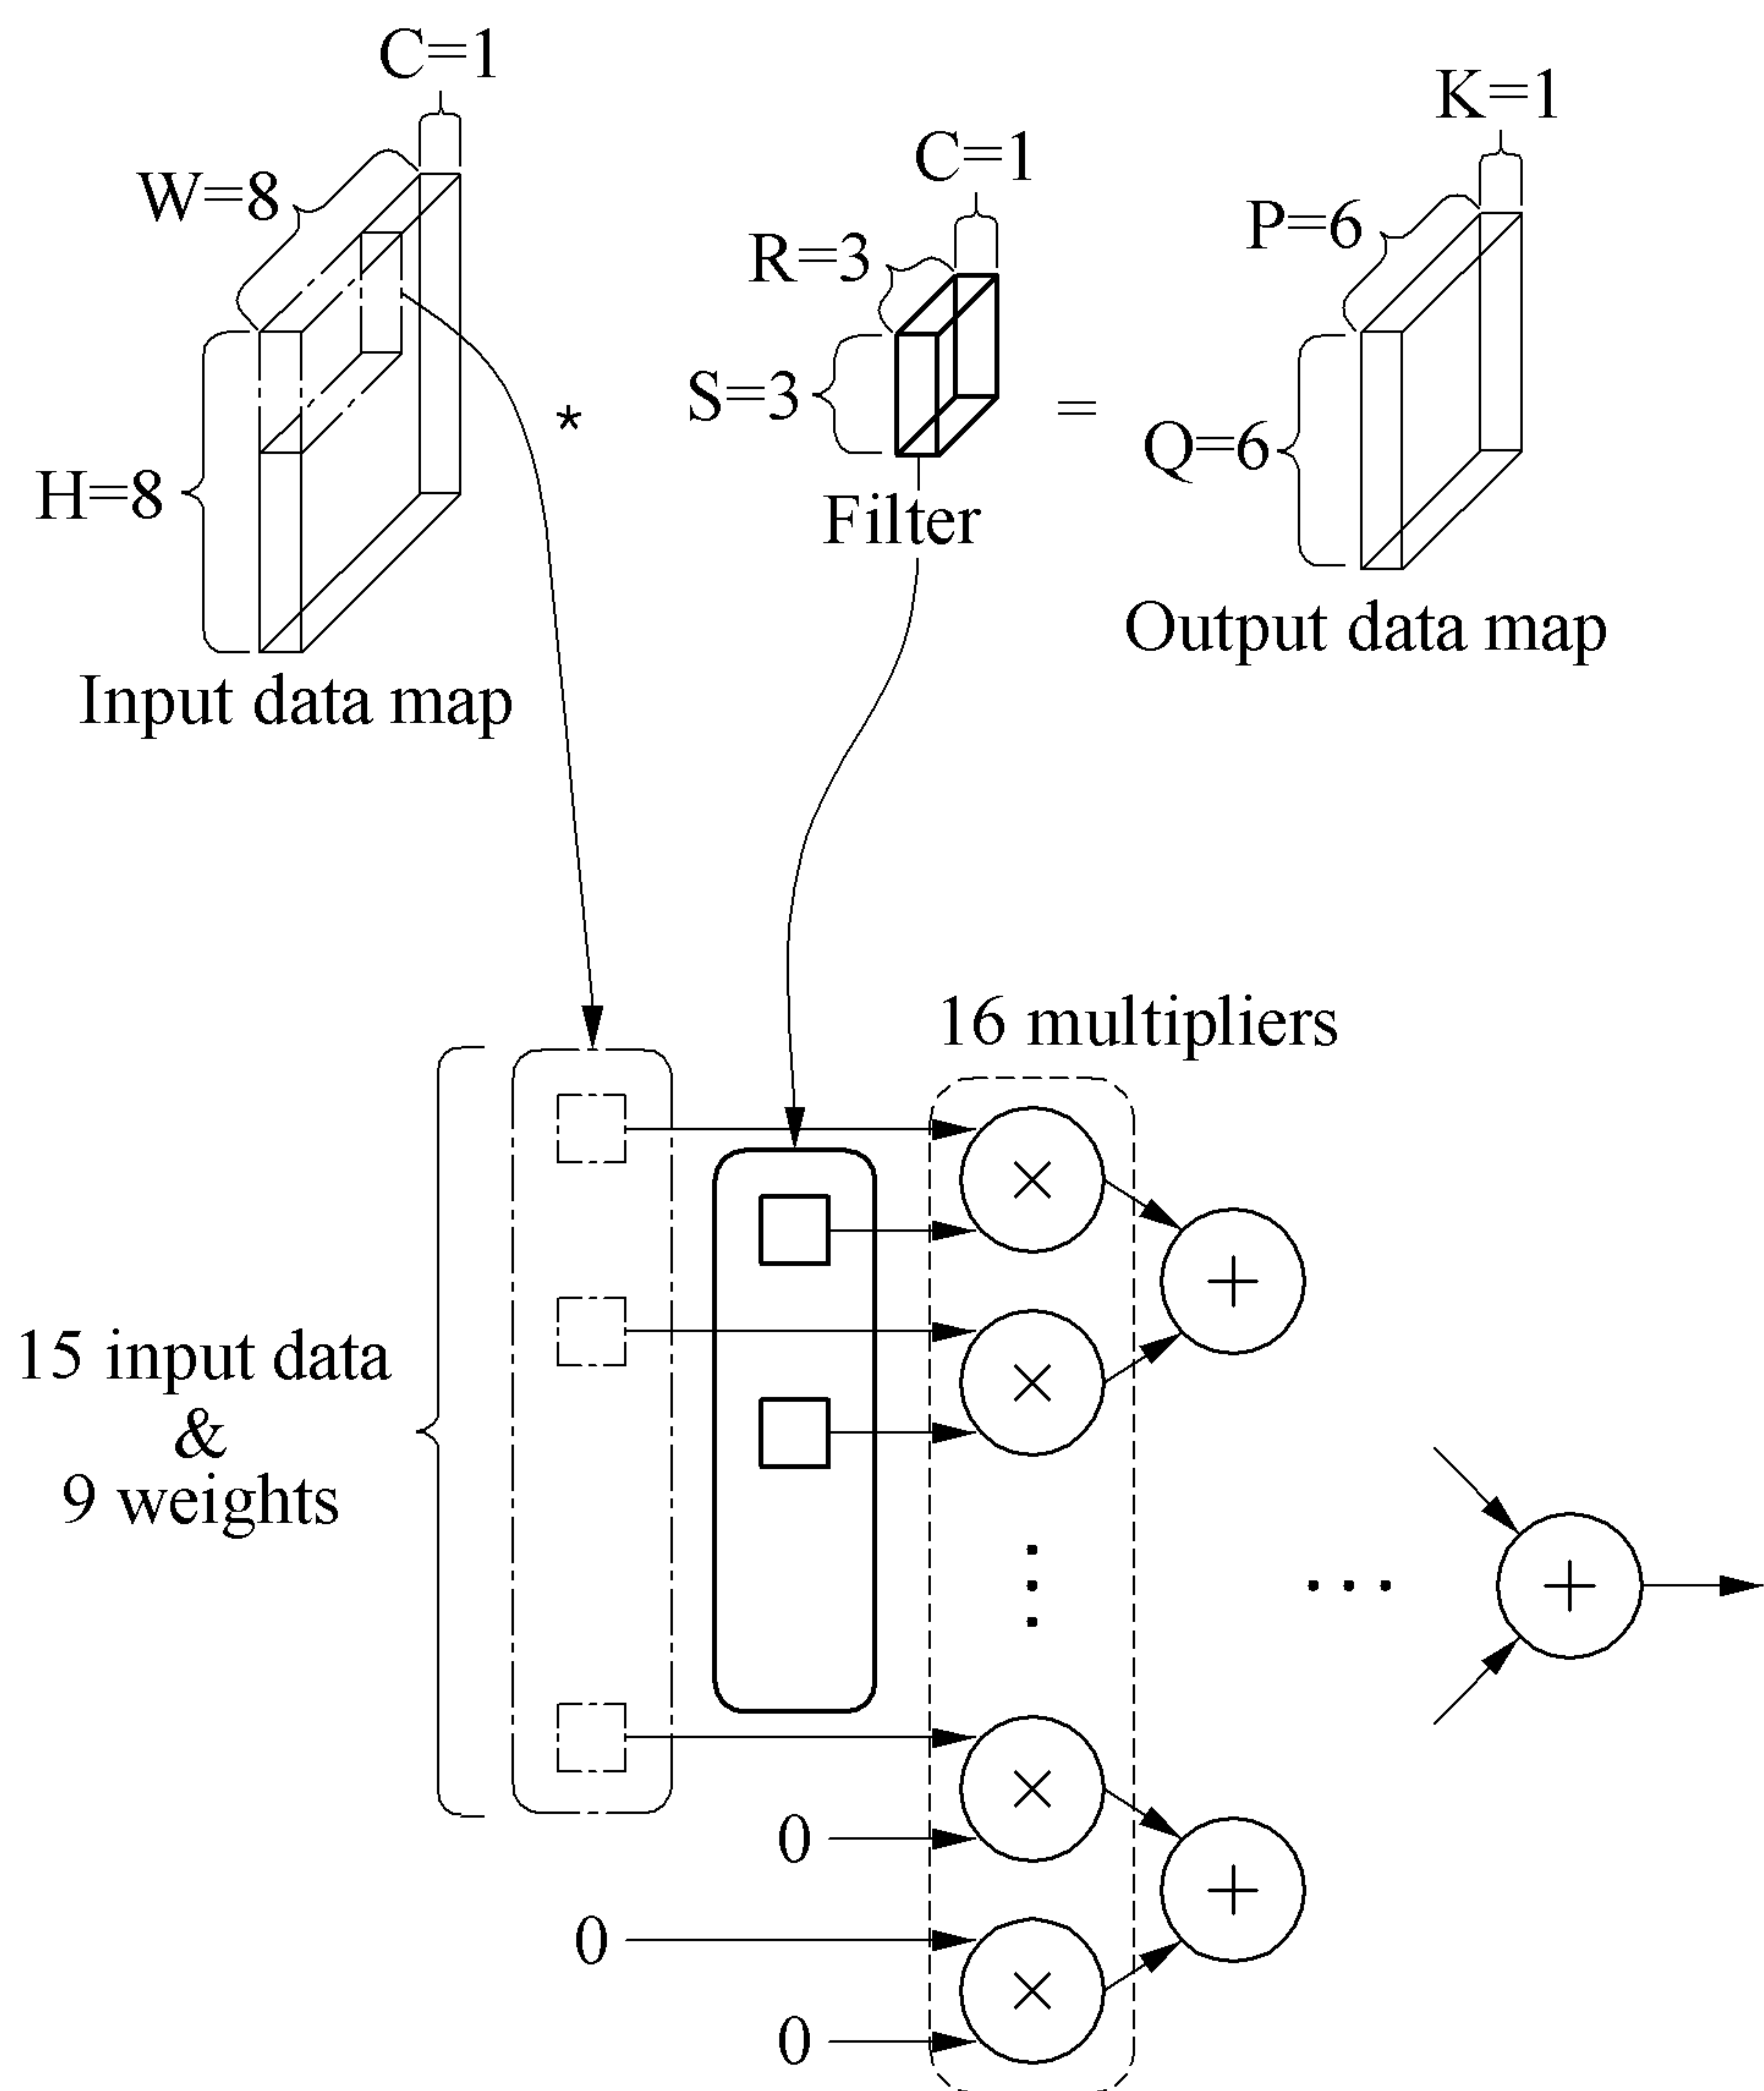 C=1
W=8
H=8
Input data map
*
C=1
R=3
S=3
Filter
=
K=1
P=6
Q=6
Output data map
16 multipliers
15 input data
&
9 weights
0
0
0